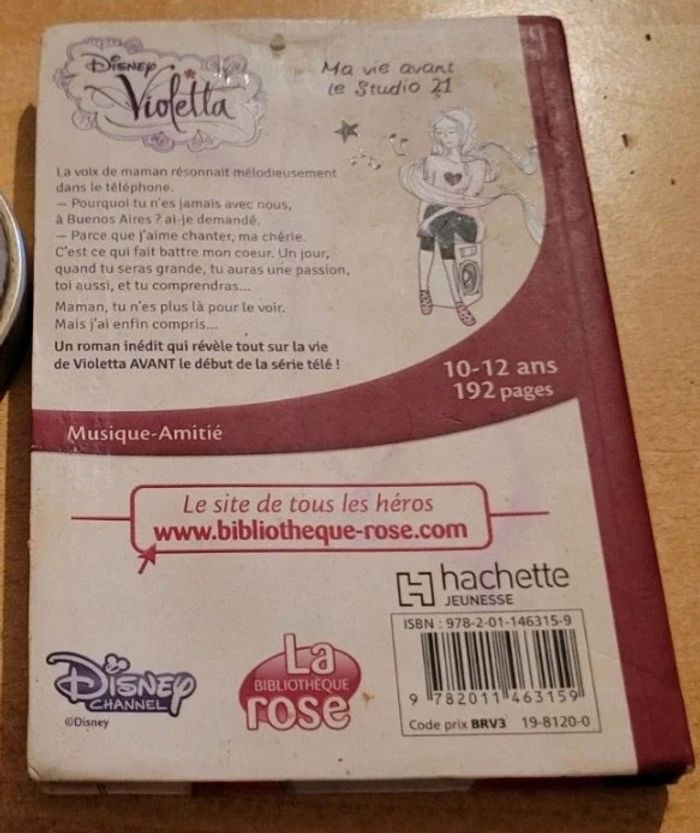 Disney
Violetta
Ma vie avant
le Studio 21
La voix de maman résonnait mélodieusement
dans le téléphone.
— Pourquoi tu n'es jamais avec nous,
à Buenos Aires ? ai-je demandé.
— Parce que j'aime chanter, ma chérie.
C'est ce qui fait battre mon coeur. Un jour,
quand tu seras grande, tu auras une passion,
toi aussi, et tu comprendras...
Maman, tu n'es plus là pour le voir.
Mais j'ai enfin compris...
Un roman inédit qui révèle tout sur la vie
de Violetta AVANT le début de la série télé !
10-12 ans
192 pages
Musique-Amitié
Le site de tous les héros
www.bibliotheque-rose.com
hachette
JEUNESSE
ISBN : 978-2-01-146315-9
9 782011 463159
Code prix BRV3 19-8120-0
Disney
CHANNEL
©Disney
La
BIBLIOTHÈQUE
rose